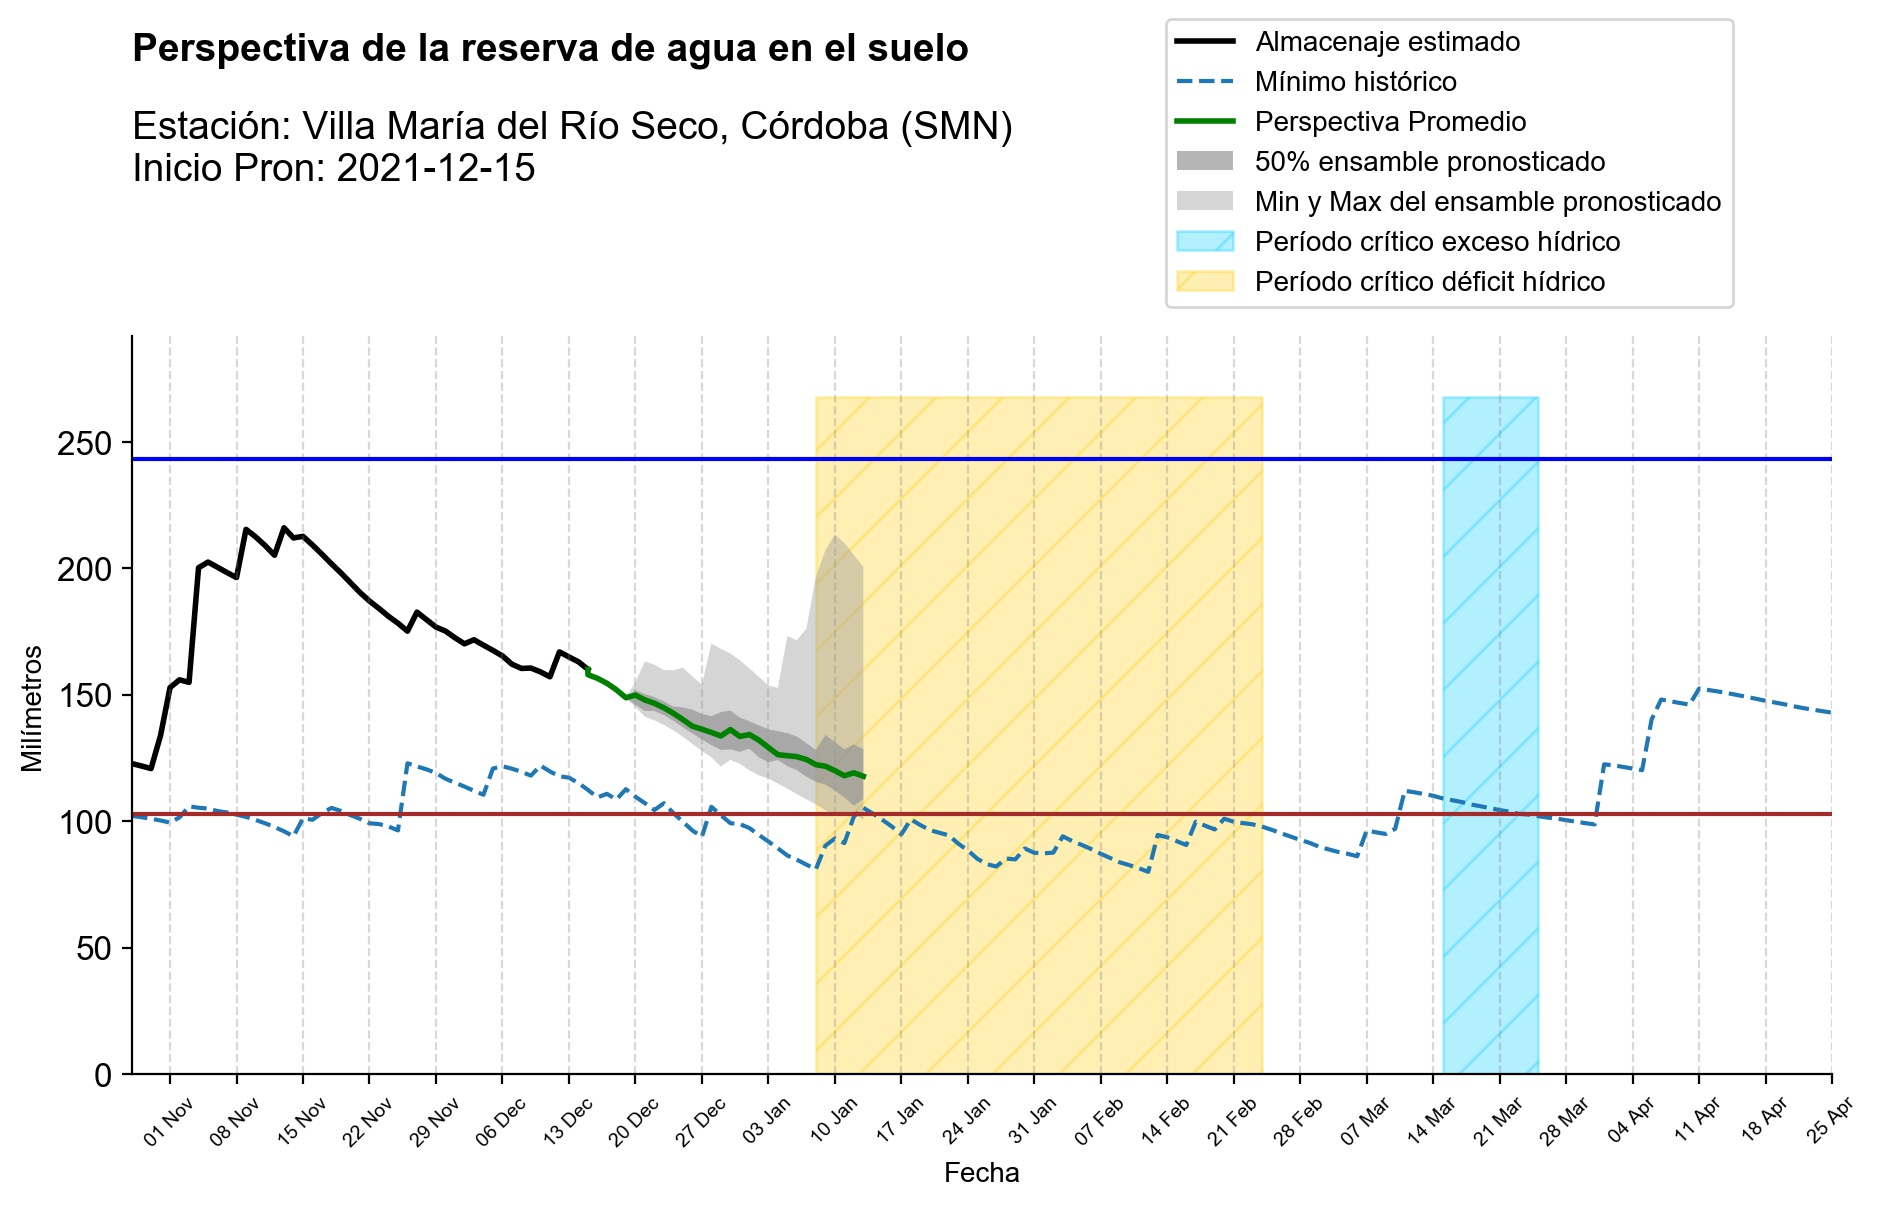 Perspectiva de la reserva de agua en el suelo
Estación: Villa María del Río Seco, Córdoba (SMN)
Inicio Pron: 2021-12-15
Almacenaje estimado
Mínimo histórico
Perspectiva Promedio
50% ensamble pronosticado
Min y Max del ensamble pronosticado
Período crítico exceso hídrico
Período crítico déficit hídrico
Milímetros
250
200
150
100
50
0
01 Nov
08 Nov
15 Nov
22 Nov
29 Nov
06 Dec
13 Dec
20 Dec
27 Dec
03 Jan
10 Jan
17 Jan
24 Jan
31 Jan
07 Feb
14 Feb
21 Feb
28 Feb
07 Mar
14 Mar
21 Mar
28 Mar
04 Apr
11 Apr
18 Apr
25 Apr
Fecha